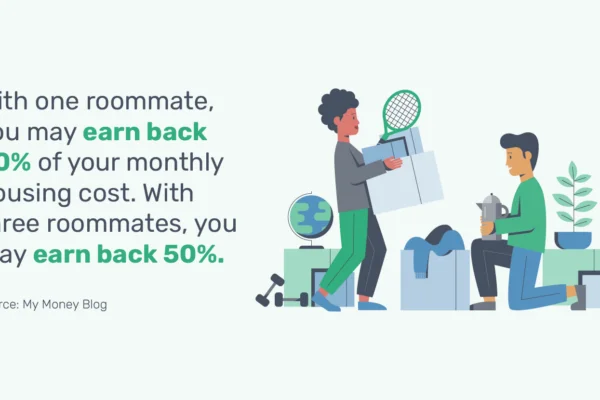 ith one roommate,
ou may earn back
0% of your monthly
ousing cost. With
hree roommates, you
ay earn back 50%.
rce: My Money Blog